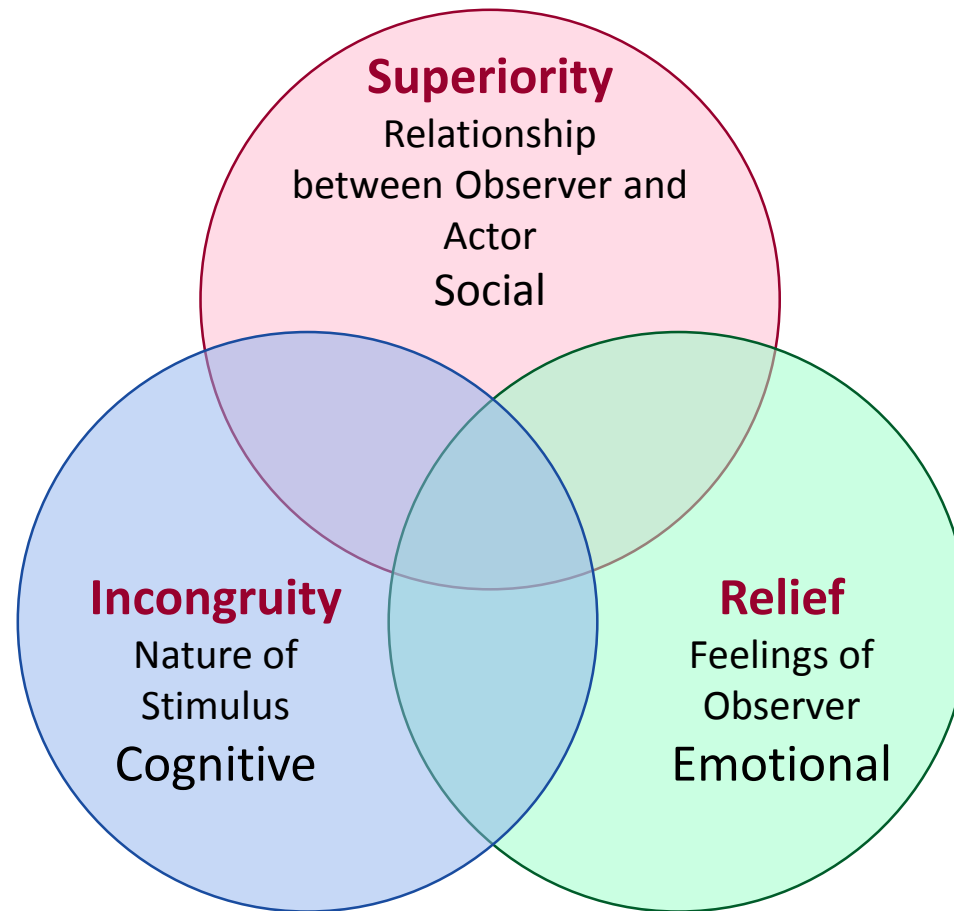 Superiority
Relationship
between Observer and
Actor
Social
Incongruity
Nature of
Stimulus
Cognitive
Relief
Feelings of
Observer
Emotional